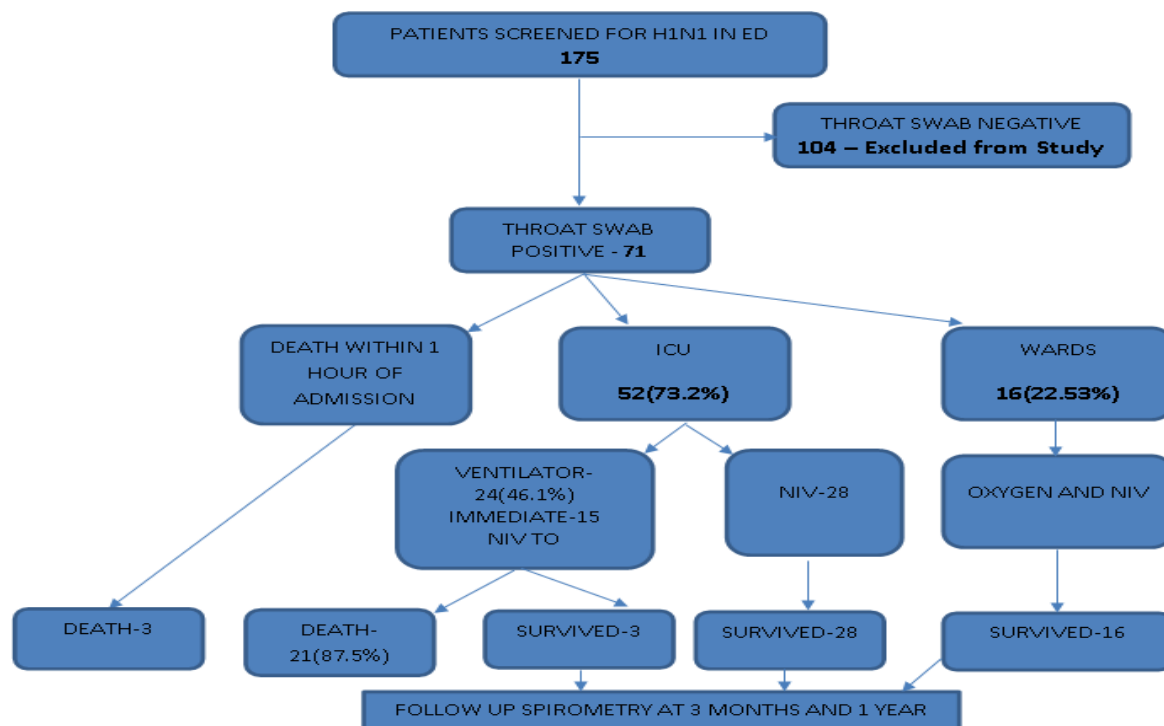 PATIENTS SCREENED FOR H1N1 IN ED
175
THROAT SWAB NEGATIVE
104 – Excluded from Study
THROAT SWAB
POSITIVE - 71
DEATH WITHIN 1
HOUR OF
ADMISSION
ICU
52(73.2%)
WARDS
16(22.53%)
VENTILATOR-
24(46.1%)
IMMEDIATE-15
NIV TO
NIV-28
OXYGEN AND NIV
DEATH-3
DEATH-
21(87.5%)
SURVIVED-3
SURVIVED-28
SURVIVED-16
FOLLOW UP SPIROMETRY AT 3 MONTHS AND 1 YEAR